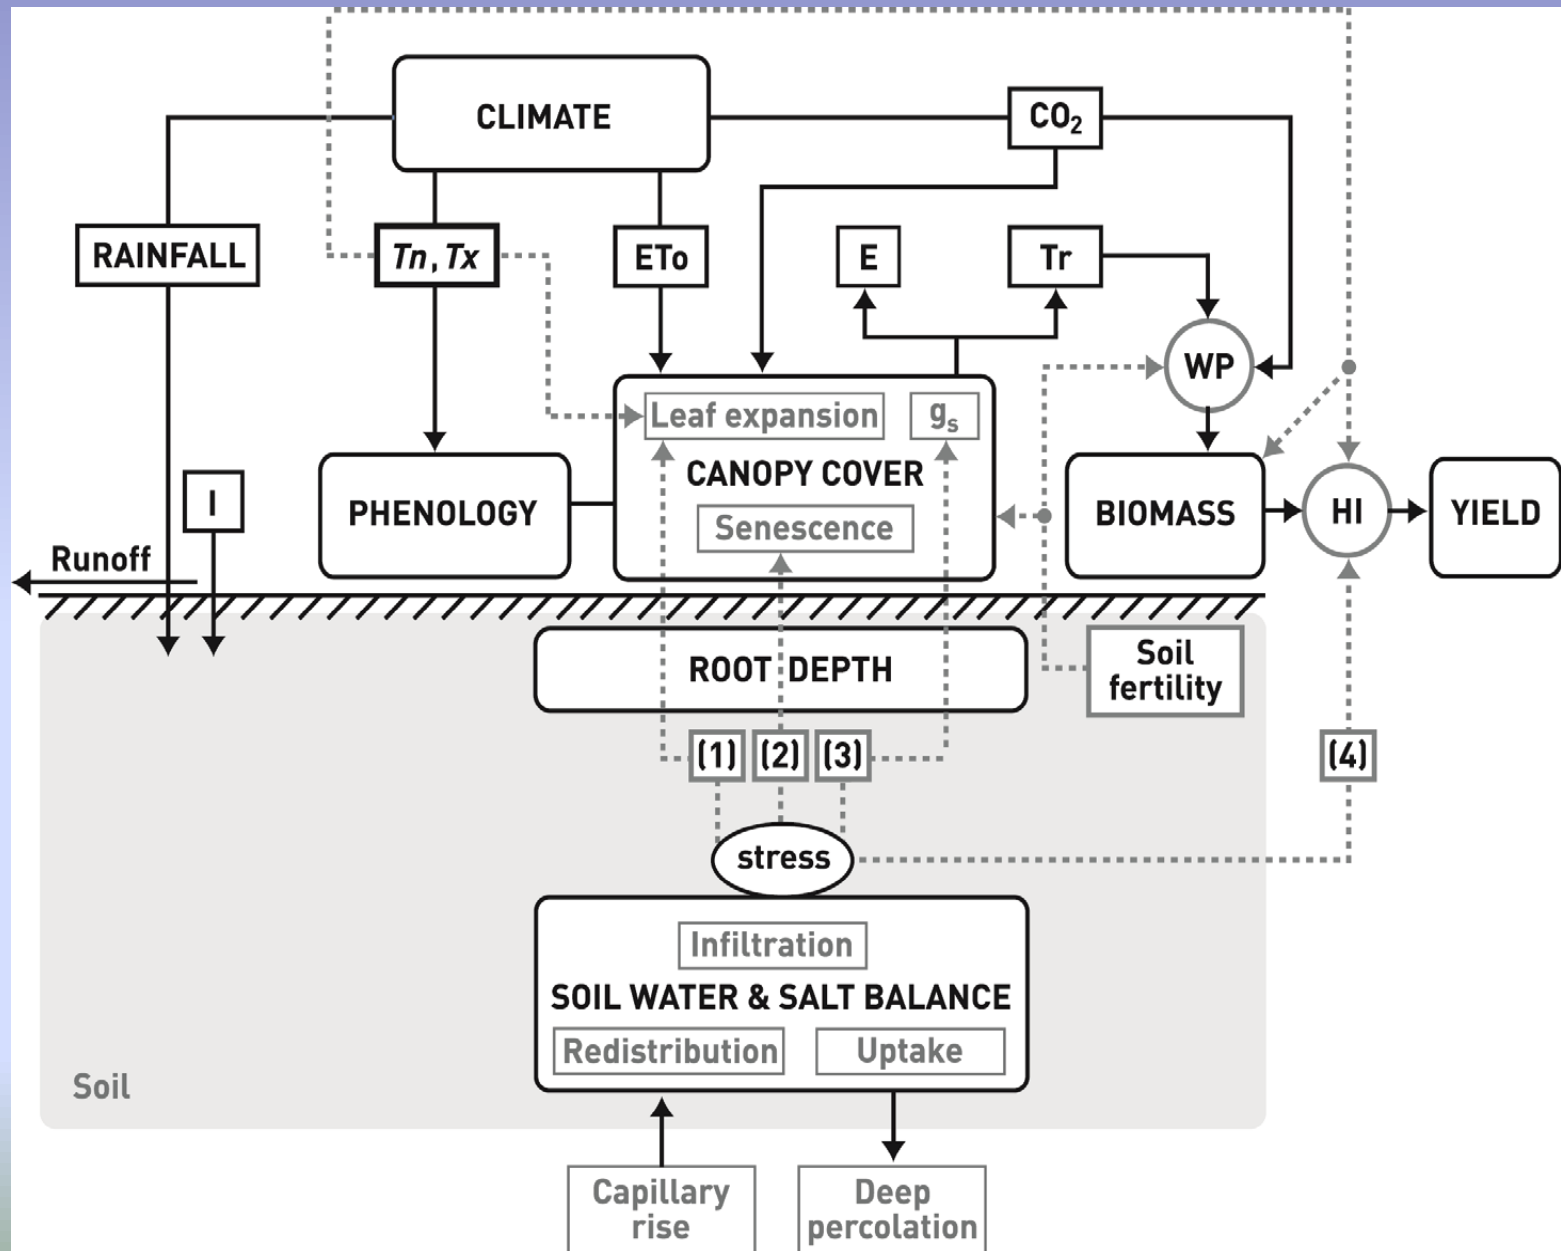 CLIMATE
CO₂
RAINFALL
Tn, Tx
ETo
E
Tr
WP
Leaf expansion
gₛ
CANOPY COVER
Senescence
PHENOLOGY
I
BIOMASS
HI
YIELD
Runoff
ROOT DEPTH
Soil
fertility
(1)
(2)
(3)
(4)
stress
Infiltration
SOIL WATER & SALT BALANCE
Redistribution
Uptake
Soil
Capillary
rise
Deep
percolation